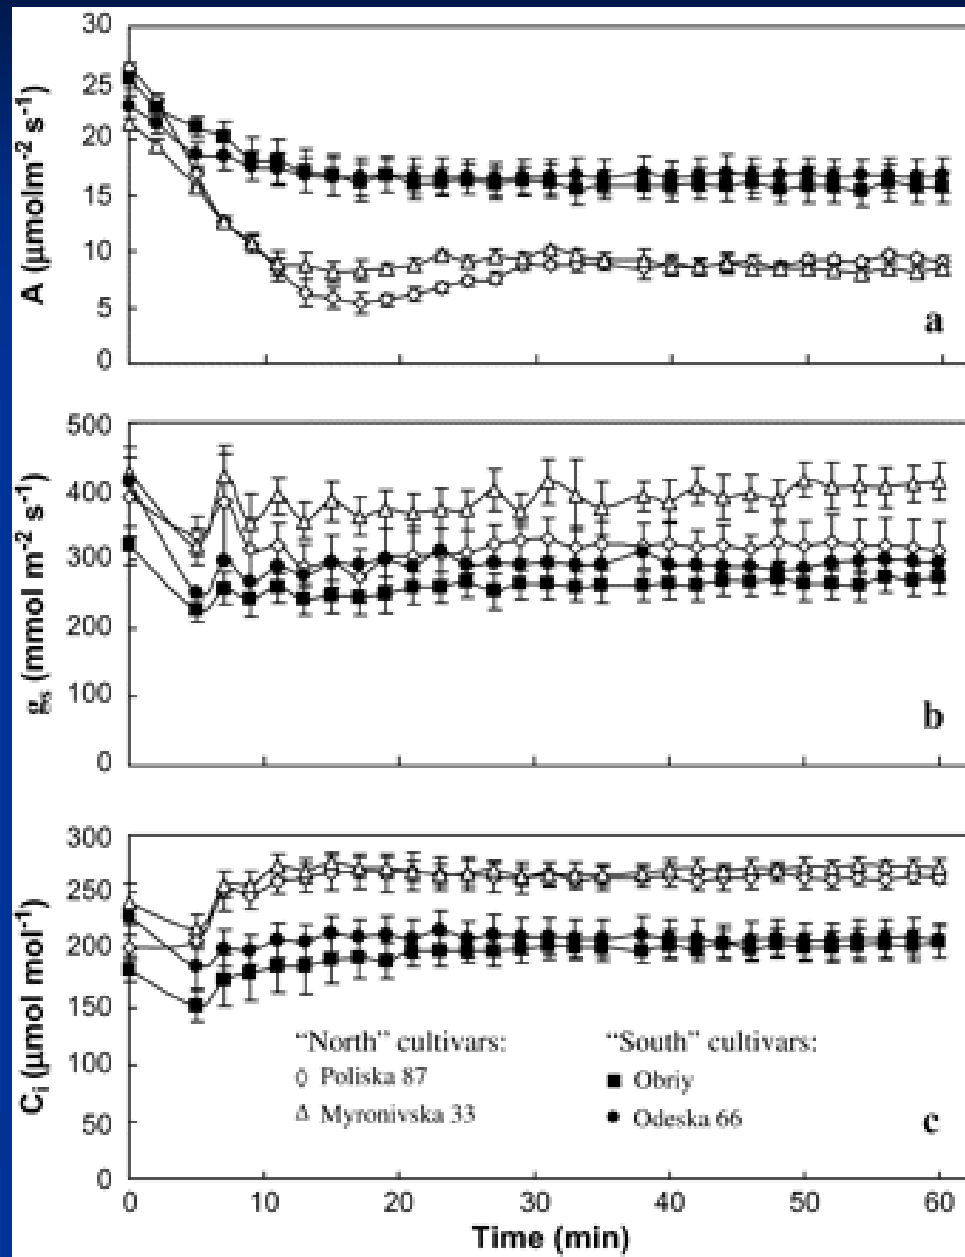 30
25
20
15
10
5
0
A (µmolm⁻² s⁻¹)
a
500
400
300
200
100
0
gₛ (mmol m⁻² s⁻¹)
b
300
250
200
150
100
50
0
Cᵢ (µmol mol⁻¹)
"North" cultivars:
Poliska 87
Myronivska 33
"South" cultivars:
Obriy
Odeska 66
c
0 10 20 30 40 50 60
Time (min)